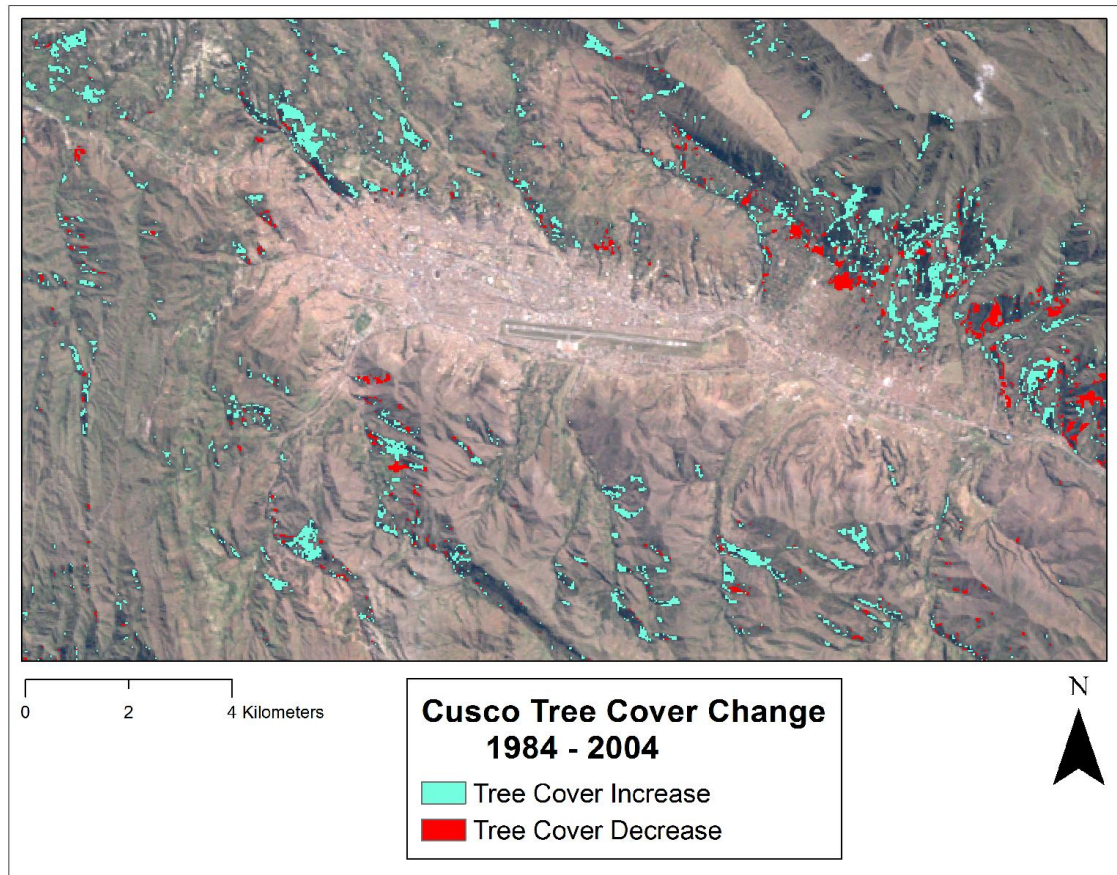 0 2 4 Kilometers
Cusco Tree Cover Change
1984 - 2004
Tree Cover Increase
Tree Cover Decrease
N